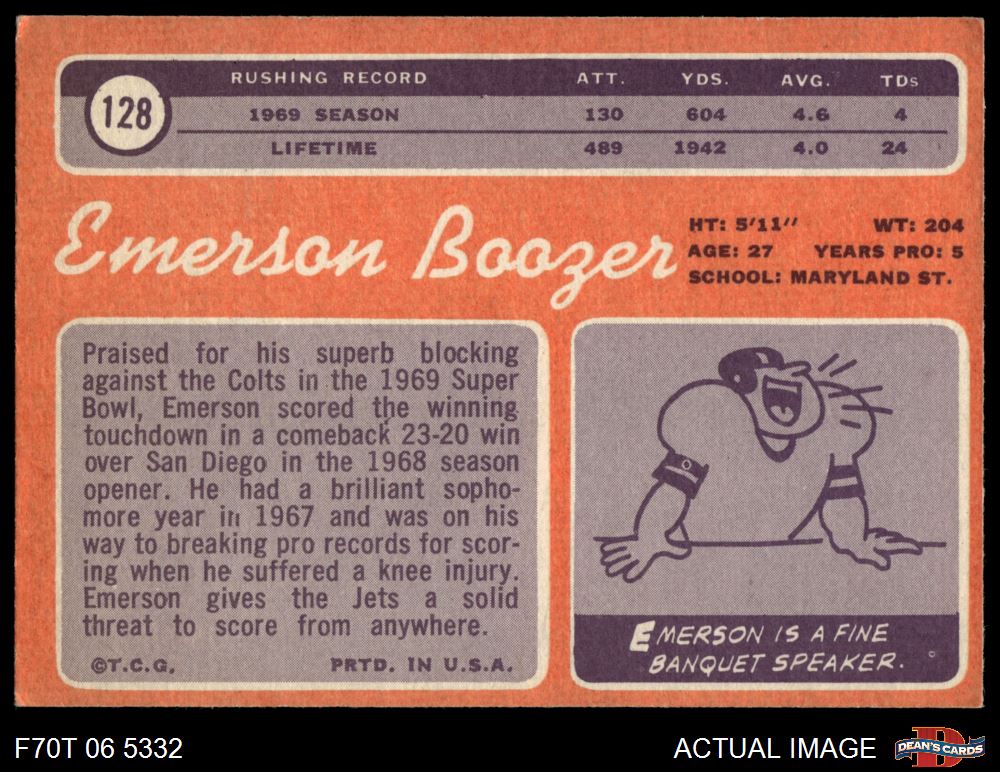 RUSHING RECORD ATT. YDS. AVG. TDs
128
1969 SEASON 130 604 4.6 4
LIFETIME 489 1942 4.0 24
Emerson Boozer
HT: 5'11'' WT: 204
AGE: 27 YEARS PRO: 5
SCHOOL: MARYLAND ST.
Praised for his superb blocking
against the Colts in the 1969 Super
Bowl, Emerson scored the winning
touchdown in a comeback 23-20 win
over San Diego in the 1968 season
opener. He had a brilliant sopho-
more year in 1967 and was on his
way to breaking pro records for scor-
ing when he suffered a knee injury.
Emerson gives the Jets a solid
threat to score from anywhere.
©T.C.G. PRTD. IN U.S.A.
EMERSON IS A FINE
BANQUET SPEAKER.
F70T 06 5332
ACTUAL IMAGE
D
DEAN'S CARDS